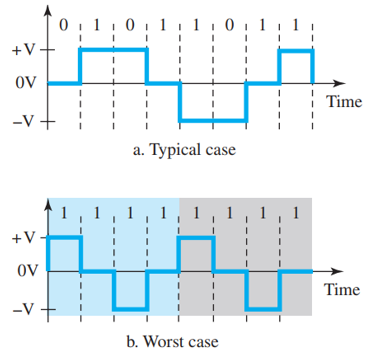 0 1 0 1 1 0 1 1
+V
0V
Time
−V
a. Typical case
1 1 1 1 1 1 1 1
+V
0V
Time
−V
b. Worst case